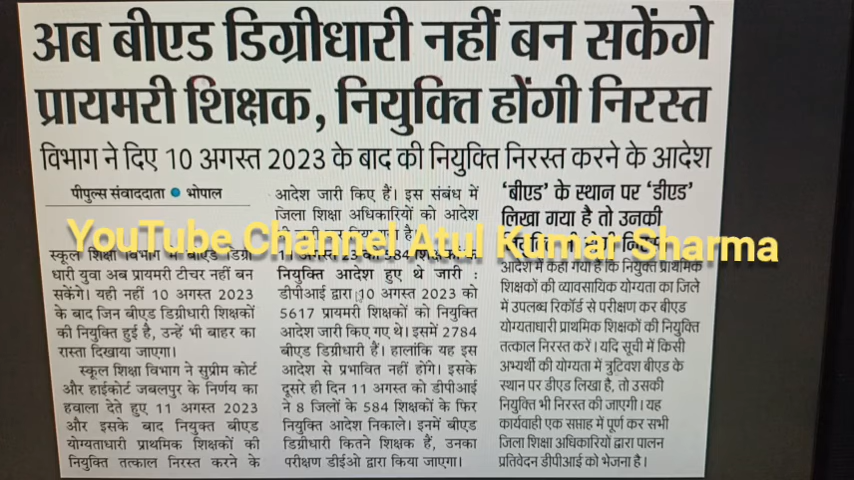 अब बीएड डिग्रीधारी नहीं बन सकेंगे
प्रायमरी शिक्षक, नियुक्ति होंगी निरस्त
विभाग ने दिए 10 अगस्त 2023 के बाद की नियुक्ति निरस्त करने के आदेश
पीपुल्स संवाददाता ● भोपाल
YouTube Channel Atul Kumar Sharma
स्कूल शिक्षा विभाग में बीएड डिग्री
धारी युवा अब प्रायमरी टीचर नहीं बन
सकेंगे। यही नहीं 10 अगस्त 2023
के बाद जिन बीएड डिग्रीधारी शिक्षकों
की नियुक्ति हुई है, उन्हें भी बाहर का
रास्ता दिखाया जाएगा।
स्कूल शिक्षा विभाग ने सुप्रीम कोर्ट
और हाईकोर्ट जबलपुर के निर्णय का
हवाला देते हुए 11 अगस्त 2023
और इसके बाद नियुक्त बीएड
योग्यताधारी प्राथमिक शिक्षकों की
नियुक्ति तत्काल निरस्त करने के
आदेश जारी किए हैं। इस संबंध में
जिला शिक्षा अधिकारियों को आदेश
है
584
नियुक्ति आदेश हुए थे जारी :
डीपीआई द्वारा 10 अगस्त 2023 को
5617 प्रायमरी शिक्षकों को नियुक्ति
आदेश जारी किए गए थे। इसमें 2784
बीएड डिग्रीधारी हैं। हालांकि यह इस
आदेश से प्रभावित नहीं होंगे। इसके
दूसरे ही दिन 11 अगस्त को डीपीआई
ने 8 जिलों के 584 शिक्षकों के फिर
नियुक्ति आदेश निकाले। इनमें बीएड
डिग्रीधारी कितने शिक्षक हैं, उनका
परीक्षण डीईओ द्वारा किया जाएगा।
'बीएड' के स्थान पर 'डीएड'
लिखा गया है तो उनकी
आदेश में कहा गया है कि नियुक्त प्राथमिक
शिक्षकों की व्यावसायिक योग्यता का जिले
में उपलब्ध रिकॉर्ड से परीक्षण कर बीएड
योग्यताधारी प्राथमिक शिक्षकों की नियुक्ति
तत्काल निरस्त करें। यदि सूची में किसी
अभ्यर्थी की योग्यता में त्रुटिवश बीएड के
स्थान पर डीएड लिखा है, तो उसकी
नियुक्ति भी निरस्त की जाएगी। यह
कार्यवाही एक सप्ताह में पूर्ण कर सभी
जिला शिक्षा अधिकारियों द्वारा पालन
प्रतिवेदन डीपीआई को भेजना है।